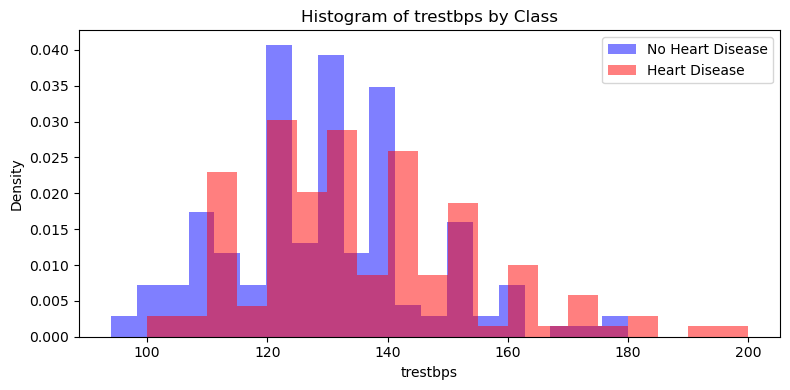 Histogram of trestbps by Class
No Heart Disease
Heart Disease
Density
0.040
0.035
0.030
0.025
0.020
0.015
0.010
0.005
0.000
100 120 140 160 180 200
trestbps